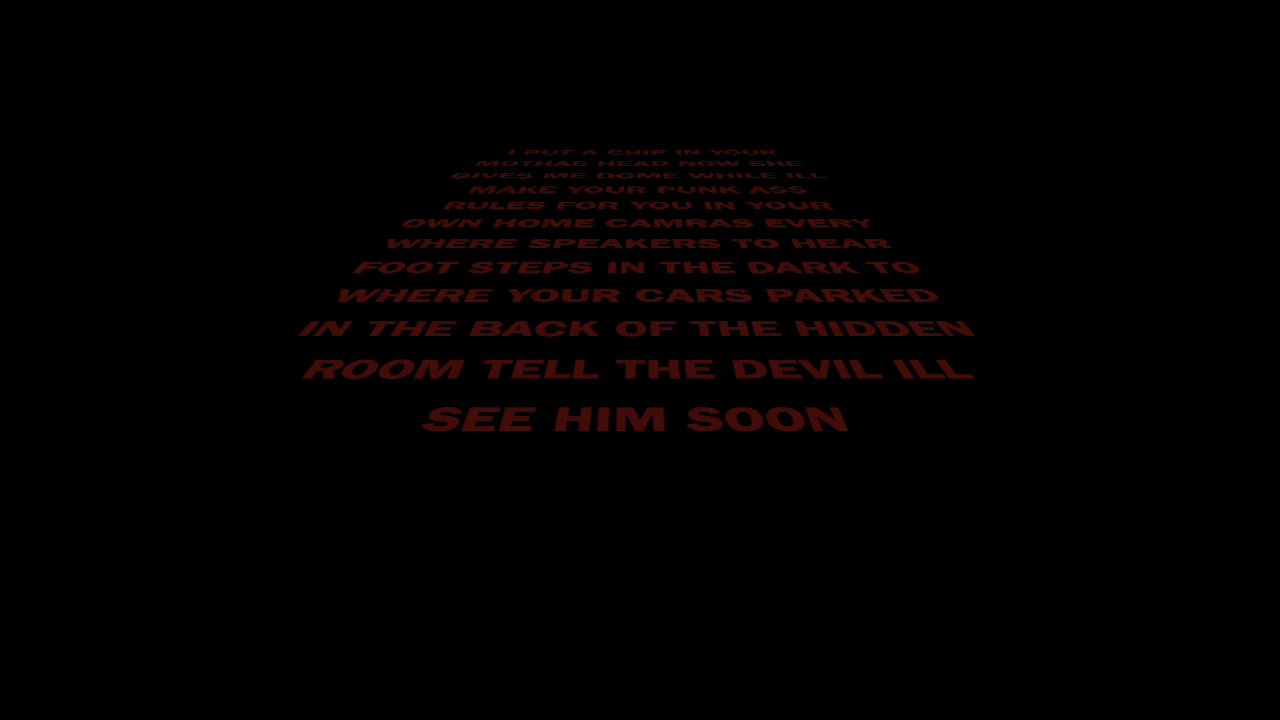 I PUT A CHIP IN YOUR
MOTHAS HEAD NOW SHE
GIVES ME DOME WHILE ILL
MAKE YOUR PUNK ASS
RULES FOR YOU IN YOUR
OWN HOME CAMRAS EVERY
WHERE SPEAKERS TO HEAR
FOOT STEPS IN THE DARK TO
WHERE YOUR CARS PARKED
IN THE BACK OF THE HIDDEN
ROOM TELL THE DEVIL ILL
SEE HIM SOON